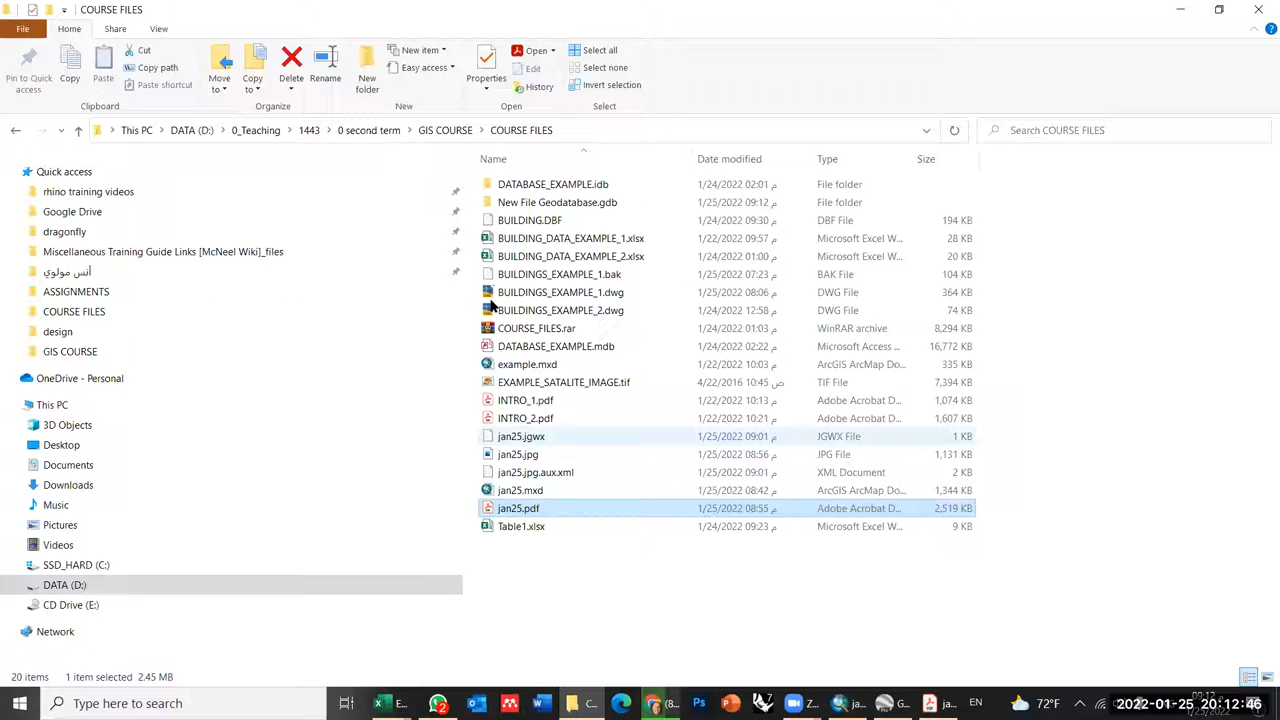 COURSE FILES
File Home Share View
Pin to Quick access
Copy
Paste
Cut
Copy path
Paste shortcut
Move to
Copy to
Delete
Rename
New folder
New item
Easy access
Properties
Open
Edit
History
Select all
Select none
Invert selection
Clipboard Organize New Open Select
This PC DATA (D:) 0_Teaching 1443 0 second term GIS COURSE COURSE FILES
Search COURSE FILES
Quick access
rhino training videos
Google Drive
dragonfly
Miscellaneous Training Guide Links [McNeel Wiki]_files
أنس مولوي
ASSIGNMENTS
COURSE FILES
design
GIS COURSE
OneDrive - Personal
This PC
3D Objects
Desktop
Documents
Downloads
Music
Pictures
Videos
SSD_HARD (C:)
DATA (D:)
CD Drive (E:)
Network
Name Date modified Type Size
DATABASE_EXAMPLE.idb 1/24/2022 02:01 م File folder
New File Geodatabase.gdb 1/25/2022 09:12 م File folder
BUILDING.DBF 1/24/2022 09:30 م DBF File 194 KB
BUILDING_DATA_EXAMPLE_1.xlsx 1/22/2022 09:57 م Microsoft Excel W... 28 KB
BUILDING_DATA_EXAMPLE_2.xlsx 1/24/2022 01:00 م Microsoft Excel W... 20 KB
BUILDINGS_EXAMPLE_1.bak 1/25/2022 07:23 م BAK File 104 KB
BUILDINGS_EXAMPLE_1.dwg 1/25/2022 08:06 م DWG File 364 KB
BUILDINGS_EXAMPLE_2.dwg 1/24/2022 12:58 م DWG File 74 KB
COURSE_FILES.rar 1/24/2022 01:03 م WinRAR archive 8,294 KB
DATABASE_EXAMPLE.mdb 1/24/2022 02:22 م Microsoft Access ... 16,772 KB
example.mxd 1/22/2022 10:03 م ArcGIS ArcMap Do... 335 KB
EXAMPLE_SATALITE_IMAGE.tif 4/22/2016 10:45 ص TIF File 7,394 KB
INTRO_1.pdf 1/22/2022 10:13 م Adobe Acrobat D... 1,074 KB
INTRO_2.pdf 1/22/2022 10:21 م Adobe Acrobat D... 1,607 KB
jan25.jgwx 1/25/2022 09:01 م JGWX File 1 KB
jan25.jpg 1/25/2022 08:56 م JPG File 1,131 KB
jan25.jpg.aux.xml 1/25/2022 09:01 م XML Document 2 KB
jan25.mxd 1/25/2022 08:42 م ArcGIS ArcMap Do... 1,344 KB
jan25.pdf 1/25/2022 08:55 م Adobe Acrobat D... 2,519 KB
Table1.xlsx 1/24/2022 09:23 م Microsoft Excel W... 9 KB
20 items 1 item selected 2.45 MB
Type here to search
E...
2
C...
(8...
Z...
ja...
G...
ja...
EN
72°F
2022-01-25 20:12:46